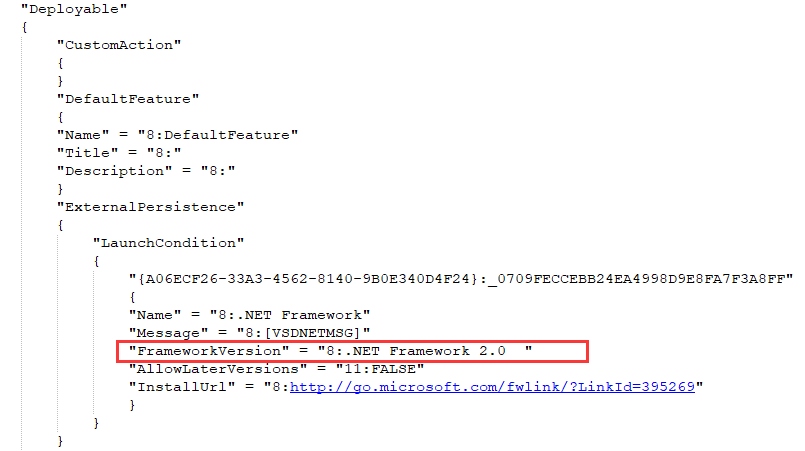 "Deployable"
{
"CustomAction"
{
}
"DefaultFeature"
{
"Name" = "8:DefaultFeature"
"Title" = "8:"
"Description" = "8:"
}
"ExternalPersistence"
{
"LaunchCondition"
{
"{A06ECF26-33A3-4562-8140-9B0E340D4F24}:_0709FECCEBB24EA4998D9E8FA7F3A8FF"
{
"Name" = "8:.NET Framework"
"Message" = "8:[VSDNETMSG]"
"FrameworkVersion" = "8:.NET Framework 2.0  "
"AllowLaterVersions" = "11:FALSE"
"InstallUrl" = "8:http://go.microsoft.com/fwlink/?LinkId=395269"
}
}
}